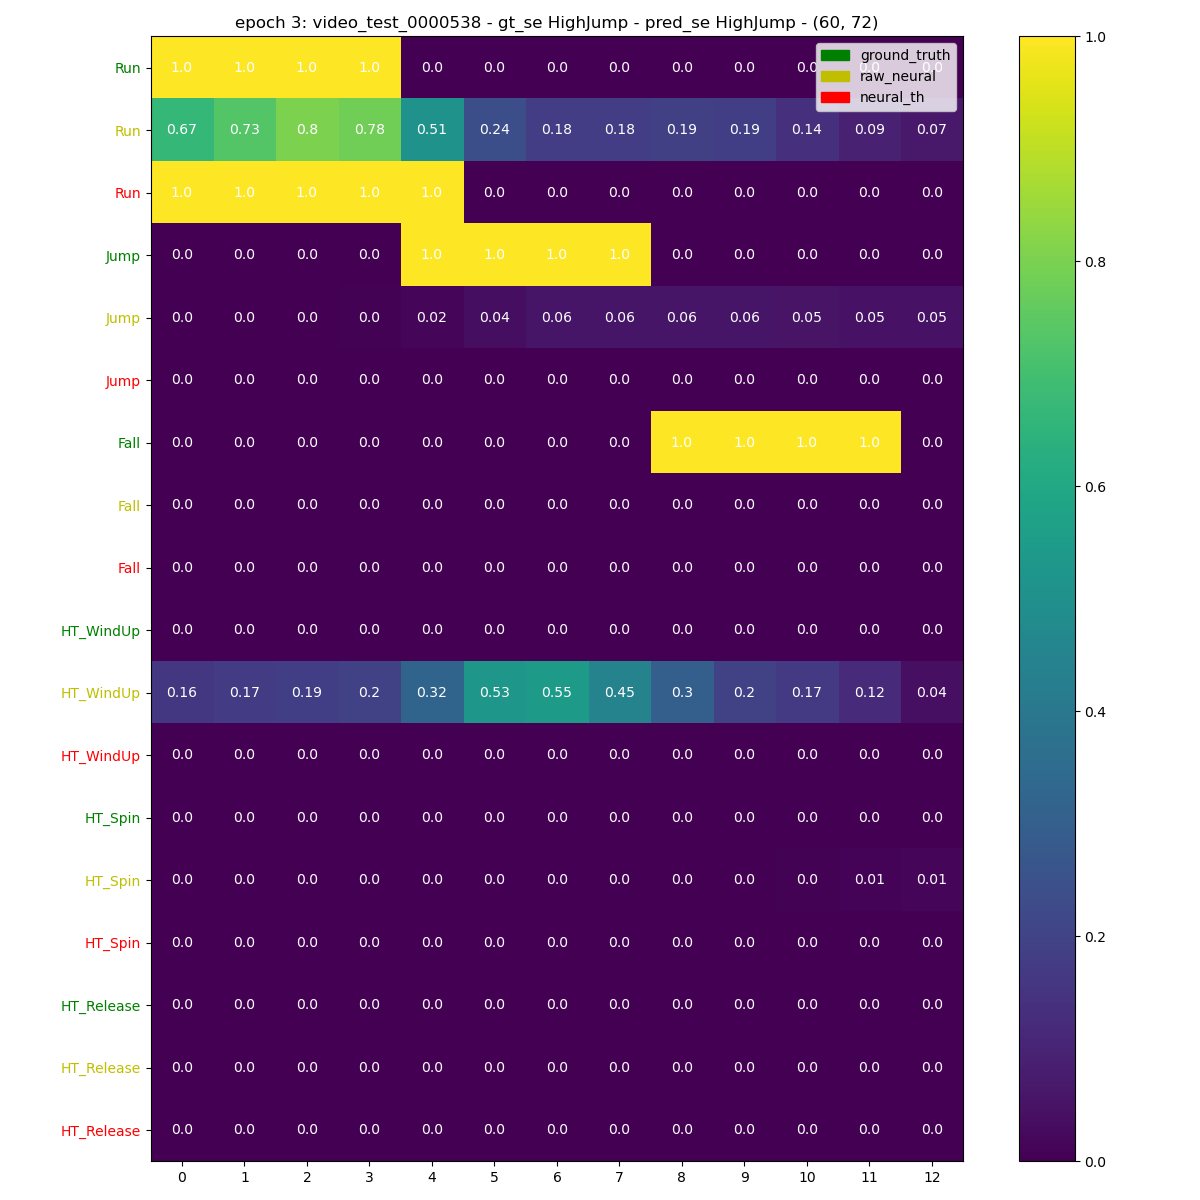 epoch 3: video_test_0000538 - gt_se HighJump - pred_se HighJump - (60, 72)
ground_truth
raw_neural
neural_th
Run 1.0 1.0 1.0 1.0 0.0 0.0 0.0 0.0 0.0 0.0 0.0 0.0 0.0
Run 0.67 0.73 0.8 0.78 0.51 0.24 0.18 0.18 0.19 0.19 0.14 0.09 0.07
Run 1.0 1.0 1.0 1.0 1.0 0.0 0.0 0.0 0.0 0.0 0.0 0.0 0.0
Jump 0.0 0.0 0.0 0.0 1.0 1.0 1.0 1.0 0.0 0.0 0.0 0.0 0.0
Jump 0.0 0.0 0.0 0.0 0.02 0.04 0.06 0.06 0.06 0.06 0.05 0.05 0.05
Jump 0.0 0.0 0.0 0.0 0.0 0.0 0.0 0.0 0.0 0.0 0.0 0.0 0.0
Fall 0.0 0.0 0.0 0.0 0.0 0.0 0.0 0.0 1.0 1.0 1.0 1.0 0.0
Fall 0.0 0.0 0.0 0.0 0.0 0.0 0.0 0.0 0.0 0.0 0.0 0.0 0.0
Fall 0.0 0.0 0.0 0.0 0.0 0.0 0.0 0.0 0.0 0.0 0.0 0.0 0.0
HT_WindUp 0.0 0.0 0.0 0.0 0.0 0.0 0.0 0.0 0.0 0.0 0.0 0.0 0.0
HT_WindUp 0.16 0.17 0.19 0.2 0.32 0.53 0.55 0.45 0.3 0.2 0.17 0.12 0.04
HT_WindUp 0.0 0.0 0.0 0.0 0.0 0.0 0.0 0.0 0.0 0.0 0.0 0.0 0.0
HT_Spin 0.0 0.0 0.0 0.0 0.0 0.0 0.0 0.0 0.0 0.0 0.0 0.0 0.0
HT_Spin 0.0 0.0 0.0 0.0 0.0 0.0 0.0 0.0 0.0 0.0 0.0 0.01 0.01
HT_Spin 0.0 0.0 0.0 0.0 0.0 0.0 0.0 0.0 0.0 0.0 0.0 0.0 0.0
HT_Release 0.0 0.0 0.0 0.0 0.0 0.0 0.0 0.0 0.0 0.0 0.0 0.0 0.0
HT_Release 0.0 0.0 0.0 0.0 0.0 0.0 0.0 0.0 0.0 0.0 0.0 0.0 0.0
HT_Release 0.0 0.0 0.0 0.0 0.0 0.0 0.0 0.0 0.0 0.0 0.0 0.0 0.0
0 1 2 3 4 5 6 7 8 9 10 11 12
1.0
0.8
0.6
0.4
0.2
0.0